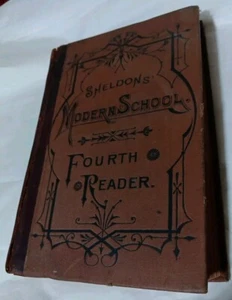 SHELDONS'
MODERN SCHOOL
FOURTH
READER.